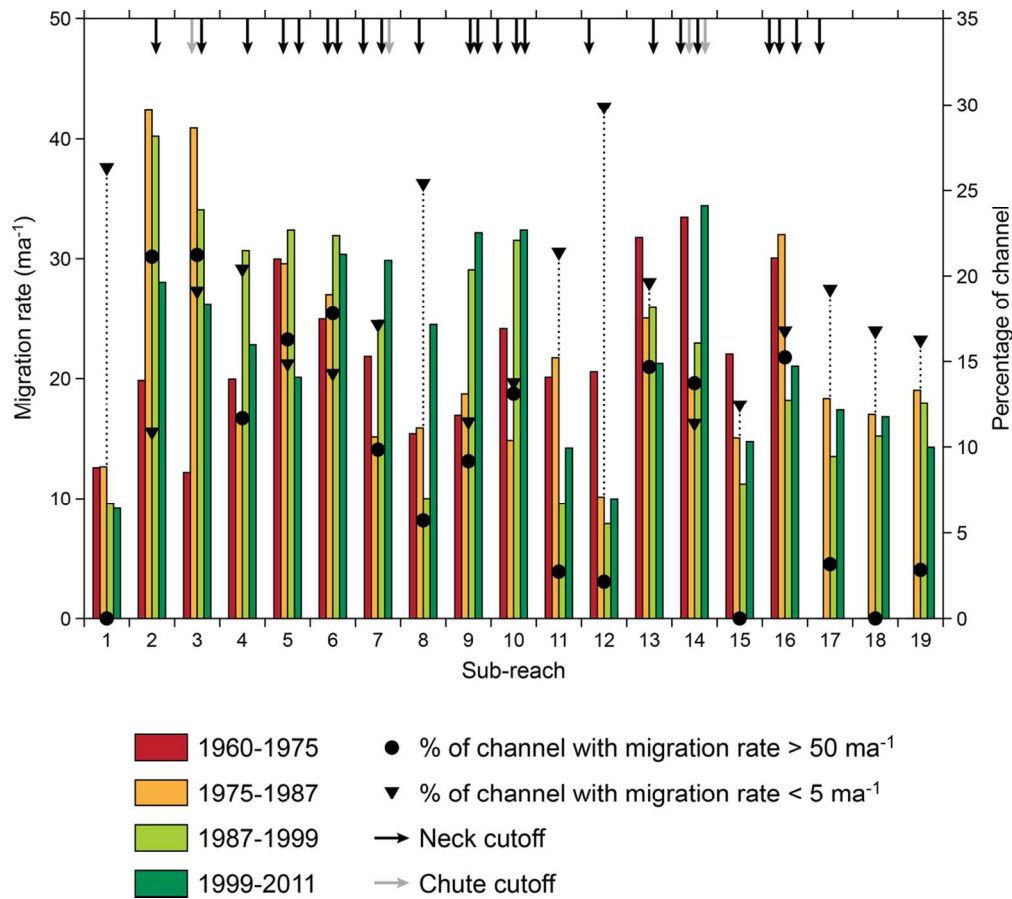 50
40
30
20
10
0
Migration rate (ma⁻¹)
35
30
25
20
15
10
5
0
Percentage of channel
1 2 3 4 5 6 7 8 9 10 11 12 13 14 15 16 17 18 19
Sub-reach
1960-1975
1975-1987
1987-1999
1999-2011
% of channel with migration rate > 50 ma⁻¹
% of channel with migration rate < 5 ma⁻¹
Neck cutoff
Chute cutoff